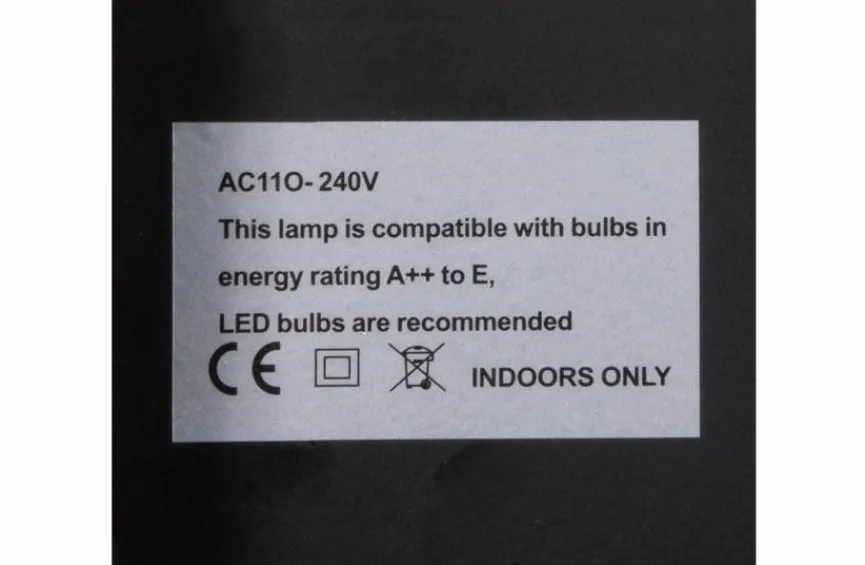 AC11O- 240V
This lamp is compatible with bulbs in
energy rating A++ to E,
LED bulbs are recommended
CE INDOORS ONLY